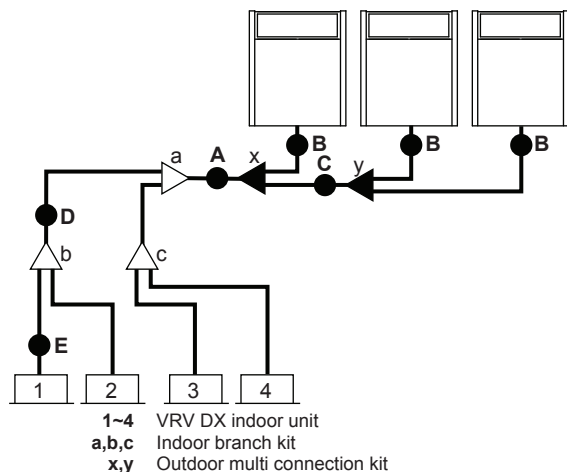 B
B
B
a
A
x
C
y
D
b
c
E
1
2
3
4
1~4 VRV DX indoor unit
a,b,c Indoor branch kit
x,y Outdoor multi connection kit